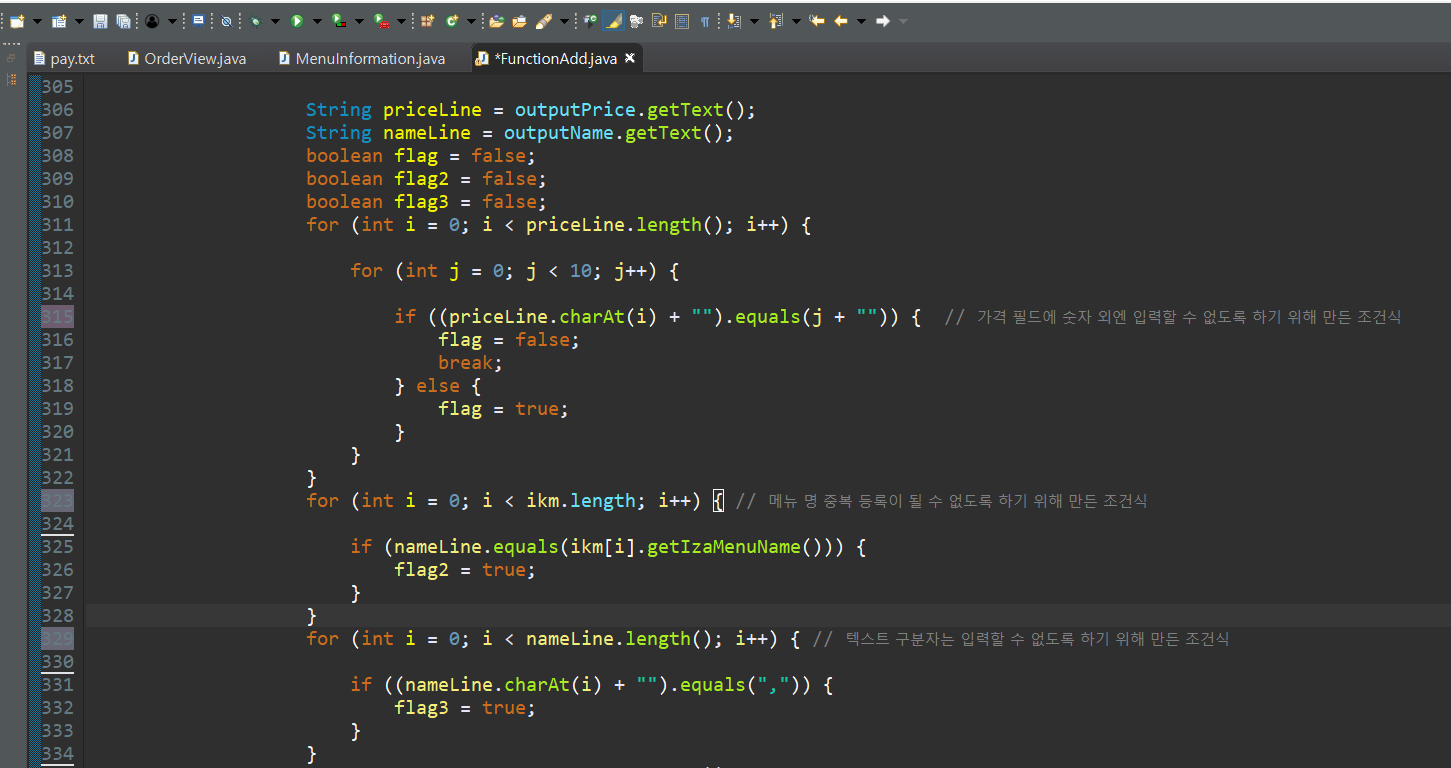 pay.txt OrderView.java MenuInformation.java *FunctionAdd.java
305
306 String priceLine = outputPrice.getText();
307 String nameLine = outputName.getText();
308 boolean flag = false;
309 boolean flag2 = false;
310 boolean flag3 = false;
311 for (int i = 0; i < priceLine.length(); i++) {
312
313 for (int j = 0; j < 10; j++) {
314
315 if ((priceLine.charAt(i) + "").equals(j + "")) { // 가격 필드에 숫자 외엔 입력할 수 없도록 하기 위해 만든 조건식
316 flag = false;
317 break;
318 } else {
319 flag = true;
320 }
321 }
322 }
323 for (int i = 0; i < ikm.length; i++) { // 메뉴 명 중복 등록이 될 수 없도록 하기 위해 만든 조건식
324
325 if (nameLine.equals(ikm[i].getIzaMenuName())) {
326 flag2 = true;
327 }
328 }
329 for (int i = 0; i < nameLine.length(); i++) { // 텍스트 구분자는 입력할 수 없도록 하기 위해 만든 조건식
330
331 if ((nameLine.charAt(i) + "").equals(",")) {
332 flag3 = true;
333 }
334 }